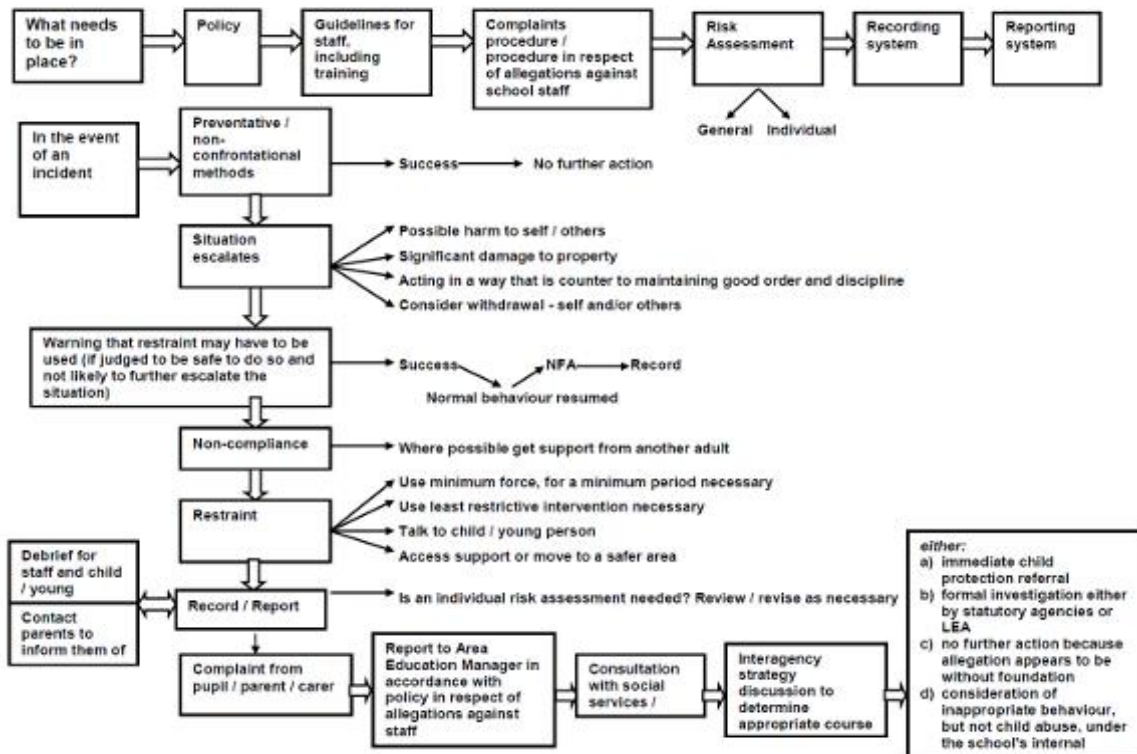 What needs
to be in
place?
Policy
Guidelines for
staff,
including
training
Complaints
procedure /
procedure in respect
of allegations against
school staff
Risk
Assessment
Recording
system
Reporting
system
General
Individual
In the event
of an
incident
Preventative /
non-
confrontational
methods
Success
No further action
Situation
escalates
Possible harm to self / others
Significant damage to property
Acting in a way that is counter to maintaining good order and discipline
Consider withdrawal - self and/or others
Warning that restraint may have to be
used (if judged to be safe to do so and
not likely to further escalate the
situation)
Success
NFA
Record
Normal behaviour resumed
Non-compliance
Where possible get support from another adult
Restraint
Use minimum force, for a minimum period necessary
Use least restrictive intervention necessary
Talk to child / young person
Access support or move to a safer area
Debrief for
staff and child
/ young
Contact
parents to
inform them of
Record / Report
Is an individual risk assessment needed? Review / revise as necessary
Complaint from
pupil / parent / carer
Report to Area
Education Manager in
accordance with
policy in respect of
allegations against
staff
Consultation
with social
services /
Interagency
strategy
discussion to
determine
appropriate course
either:
a) immediate child
protection referral
b) formal investigation either
by statutory agencies or
LEA
c) no further action because
allegation appears to be
without foundation
d) consideration of
inappropriate behaviour,
but not child abuse, under
the school's internal